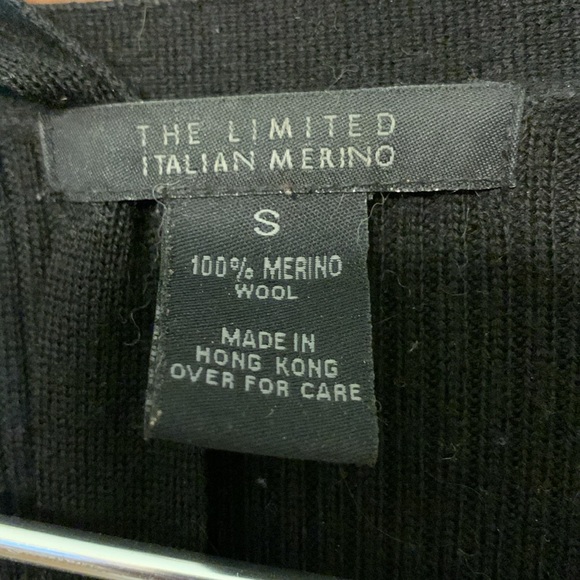 THE LIMITED
ITALIAN MERINO
S
100% MERINO
WOOL
MADE IN
HONG KONG
OVER FOR CARE